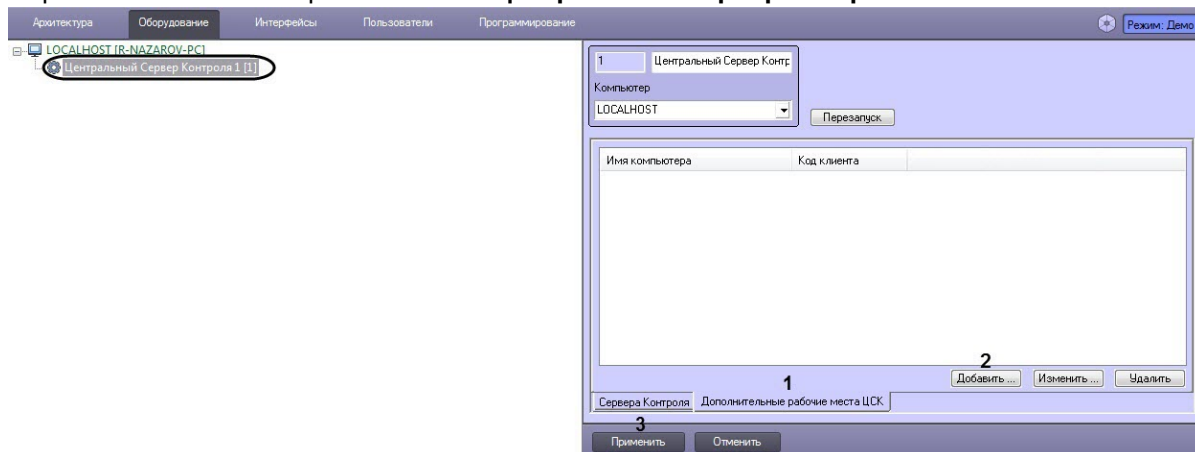 Архитектура Оборудование Интерфейсы Пользователи Программирование Режим: Демо
LOCALHOST [R-NAZAROV-PC]
Центральный Сервер Контроля 1 [1]
1 Центральный Сервер Контр
Компьютер
LOCALHOST
Перезапуск
Имя компьютера Код клиента
2
Добавить ... Изменить ... Удалить
1
Сервера Контроля Дополнительные рабочие места ЦСК
3
Применить Отменить